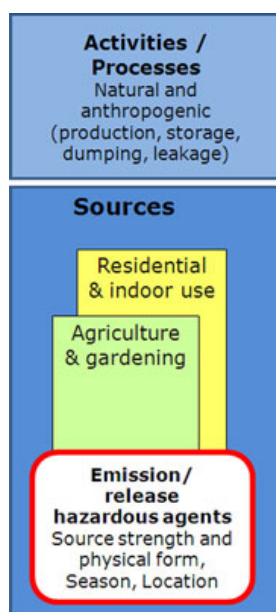 Activities /
Processes
Natural and
anthropogenic
(production, storage,
dumping, leakage)
Sources
Residential
& indoor use
Agriculture
& gardening
Emission/
release
hazardous agents
Source strength and
physical form,
Season, Location